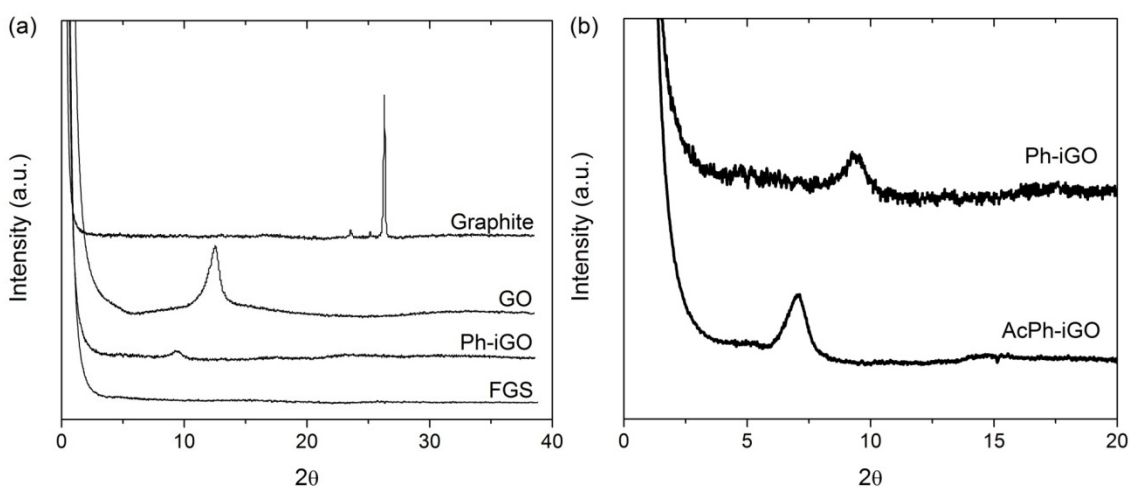 (a)
Intensity (a.u.)
Graphite
GO
Ph-iGO
FGS
0 10 20 30 40
2θ
(b)
Intensity (a.u.)
Ph-iGO
AcPh-iGO
0 5 10 15 20
2θ